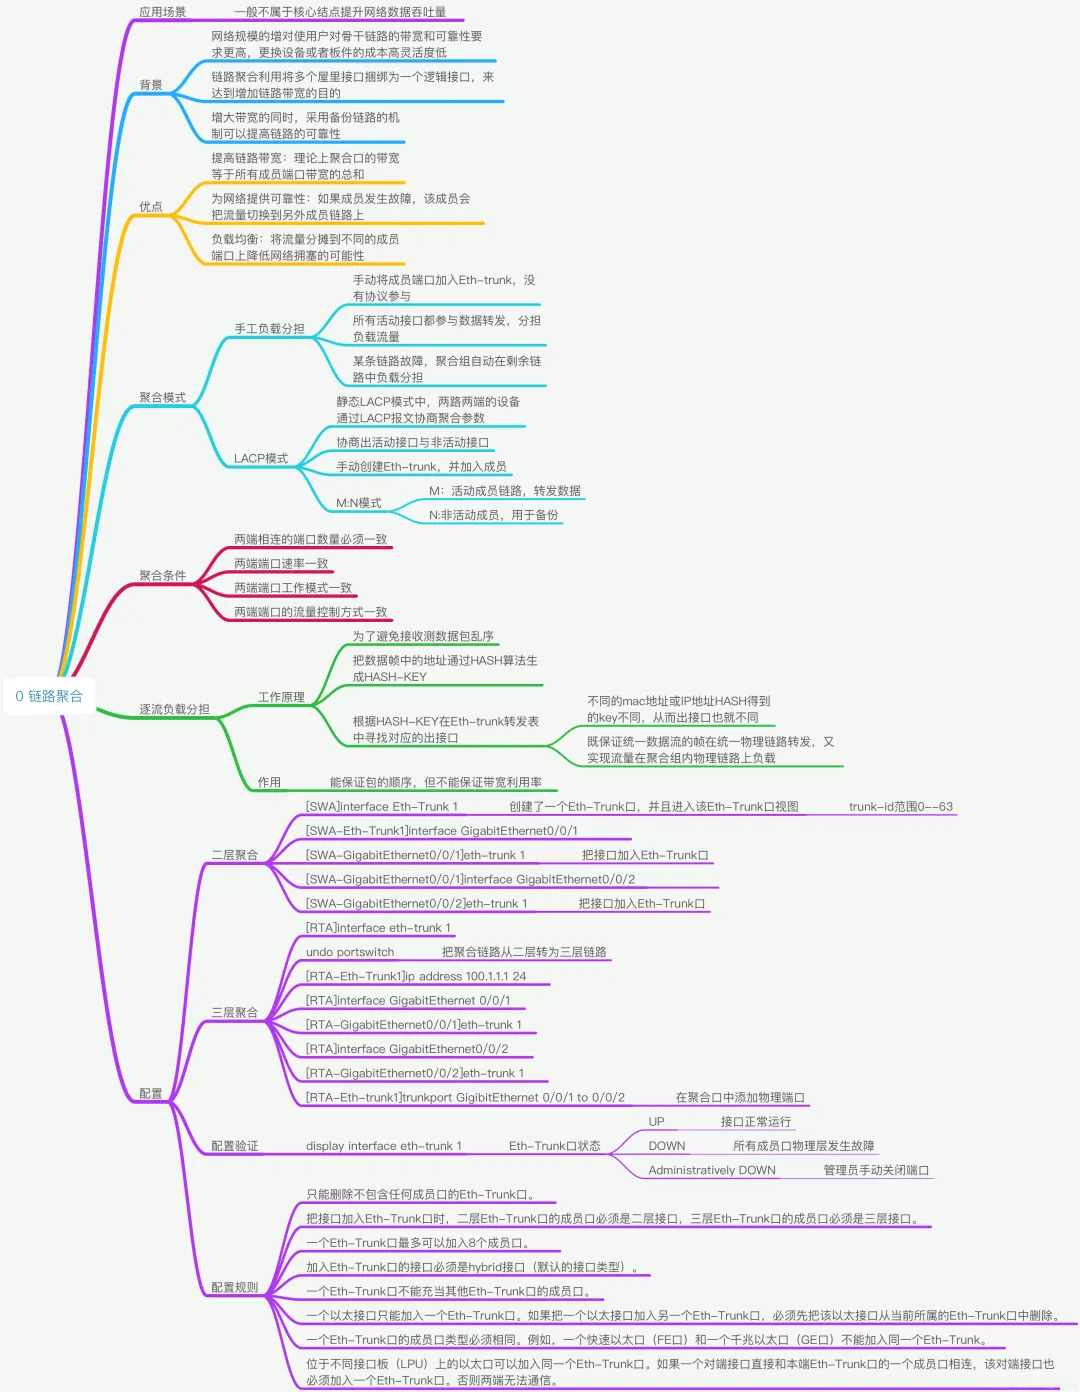 0 链路聚合
应用场景
一般不属于核心结点提升网络数据吞吐量
背景
网络规模的增对使用户对骨干链路的带宽和可靠性要
求更高，更换设备或者板件的成本高灵活度低
链路聚合利用将多个屋里接口捆绑为一个逻辑接口，来
达到增加链路带宽的目的
增大带宽的同时，采用备份链路的机
制可以提高链路的可靠性
优点
提高链路带宽：理论上聚合口的带宽
等于所有成员端口带宽的总和
为网络提供可靠性：如果成员发生故障，该成员会
把流量切换到另外成员链路上
负载均衡：将流量分摊到不同的成员
端口上降低网络拥塞的可能性
聚合模式
手工负载分担
手动将成员端口加入Eth-trunk，没
有协议参与
所有活动接口都参与数据转发，分担
负载流量
某条链路故障，聚合组自动在剩余链
路中负载分担
LACP模式
静态LACP模式中，两路两端的设备
通过LACP报文协商聚合参数
协商出活动接口与非活动接口
手动创建Eth-trunk，并加入成员
M:N模式
M：活动成员链路，转发数据
N:非活动成员，用于备份
聚合条件
两端相连的端口数量必须一致
两端端口速率一致
两端端口工作模式一致
两端端口的流量控制方式一致
逐流负载分担
工作原理
为了避免接收测数据包乱序
把数据帧中的地址通过HASH算法生
成HASH-KEY
根据HASH-KEY在Eth-trunk转发表
中寻找对应的出接口
不同的mac地址或IP地址HASH得到
的key不同，从而出接口也就不同
既保证统一数据流的帧在统一物理链路转发，又
实现流量在聚合组内物理链路上负载
作用
能保证包的顺序，但不能保证带宽利用率
配置
二层聚合
[SWA]interface Eth-Trunk 1
创建了一个Eth-Trunk口，并且进入该Eth-Trunk口视图
trunk-id范围0--63
[SWA-Eth-Trunk1]interface GigabitEthernet0/0/1
[SWA-GigabitEthernet0/0/1]eth-trunk 1
把接口加入Eth-Trunk口
[SWA-GigabitEthernet0/0/1]interface GigabitEthernet0/0/2
[SWA-GigabitEthernet0/0/2]eth-trunk 1
把接口加入Eth-Trunk口
三层聚合
[RTA]interface eth-trunk 1
undo portswitch
把聚合链路从二层转为三层链路
[RTA-Eth-Trunk1]ip address 100.1.1.1 24
[RTA]interface GigabitEthernet 0/0/1
[RTA-GigabitEthernet0/0/1]eth-trunk 1
[RTA]interface GigabitEthernet0/0/2
[RTA-GigabitEthernet0/0/2]eth-trunk 1
[RTA-Eth-trunk1]trunkport GigibitEthernet 0/0/1 to 0/0/2
在聚合口中添加物理端口
配置验证
display interface eth-trunk 1
Eth-Trunk口状态
UP
接口正常运行
DOWN
所有成员口物理层发生故障
Administratively DOWN
管理员手动关闭端口
配置规则
只能删除不包含任何成员口的Eth-Trunk口。
把接口加入Eth-Trunk口时，二层Eth-Trunk口的成员口必须是二层接口，三层Eth-Trunk口的成员口必须是三层接口。
一个Eth-Trunk口最多可以加入8个成员口。
加入Eth-Trunk口的接口必须是hybrid接口（默认的接口类型）。
一个Eth-Trunk口不能充当其他Eth-Trunk口的成员口。
一个以太接口只能加入一个Eth-Trunk口。如果把一个以太接口加入另一个Eth-Trunk口，必须先把该以太接口从当前所属的Eth-Trunk口中删除。
一个Eth-Trunk口的成员口类型必须相同。例如，一个快速以太口（FE口）和一个千兆以太口（GE口）不能加入同一个Eth-Trunk。
位于不同接口板（LPU）上的以太口可以加入同一个Eth-Trunk口。如果一个对端接口直接和本端Eth-Trunk口的一个成员口相连，该对端接口也
必须加入一个Eth-Trunk口。否则两端无法通信。